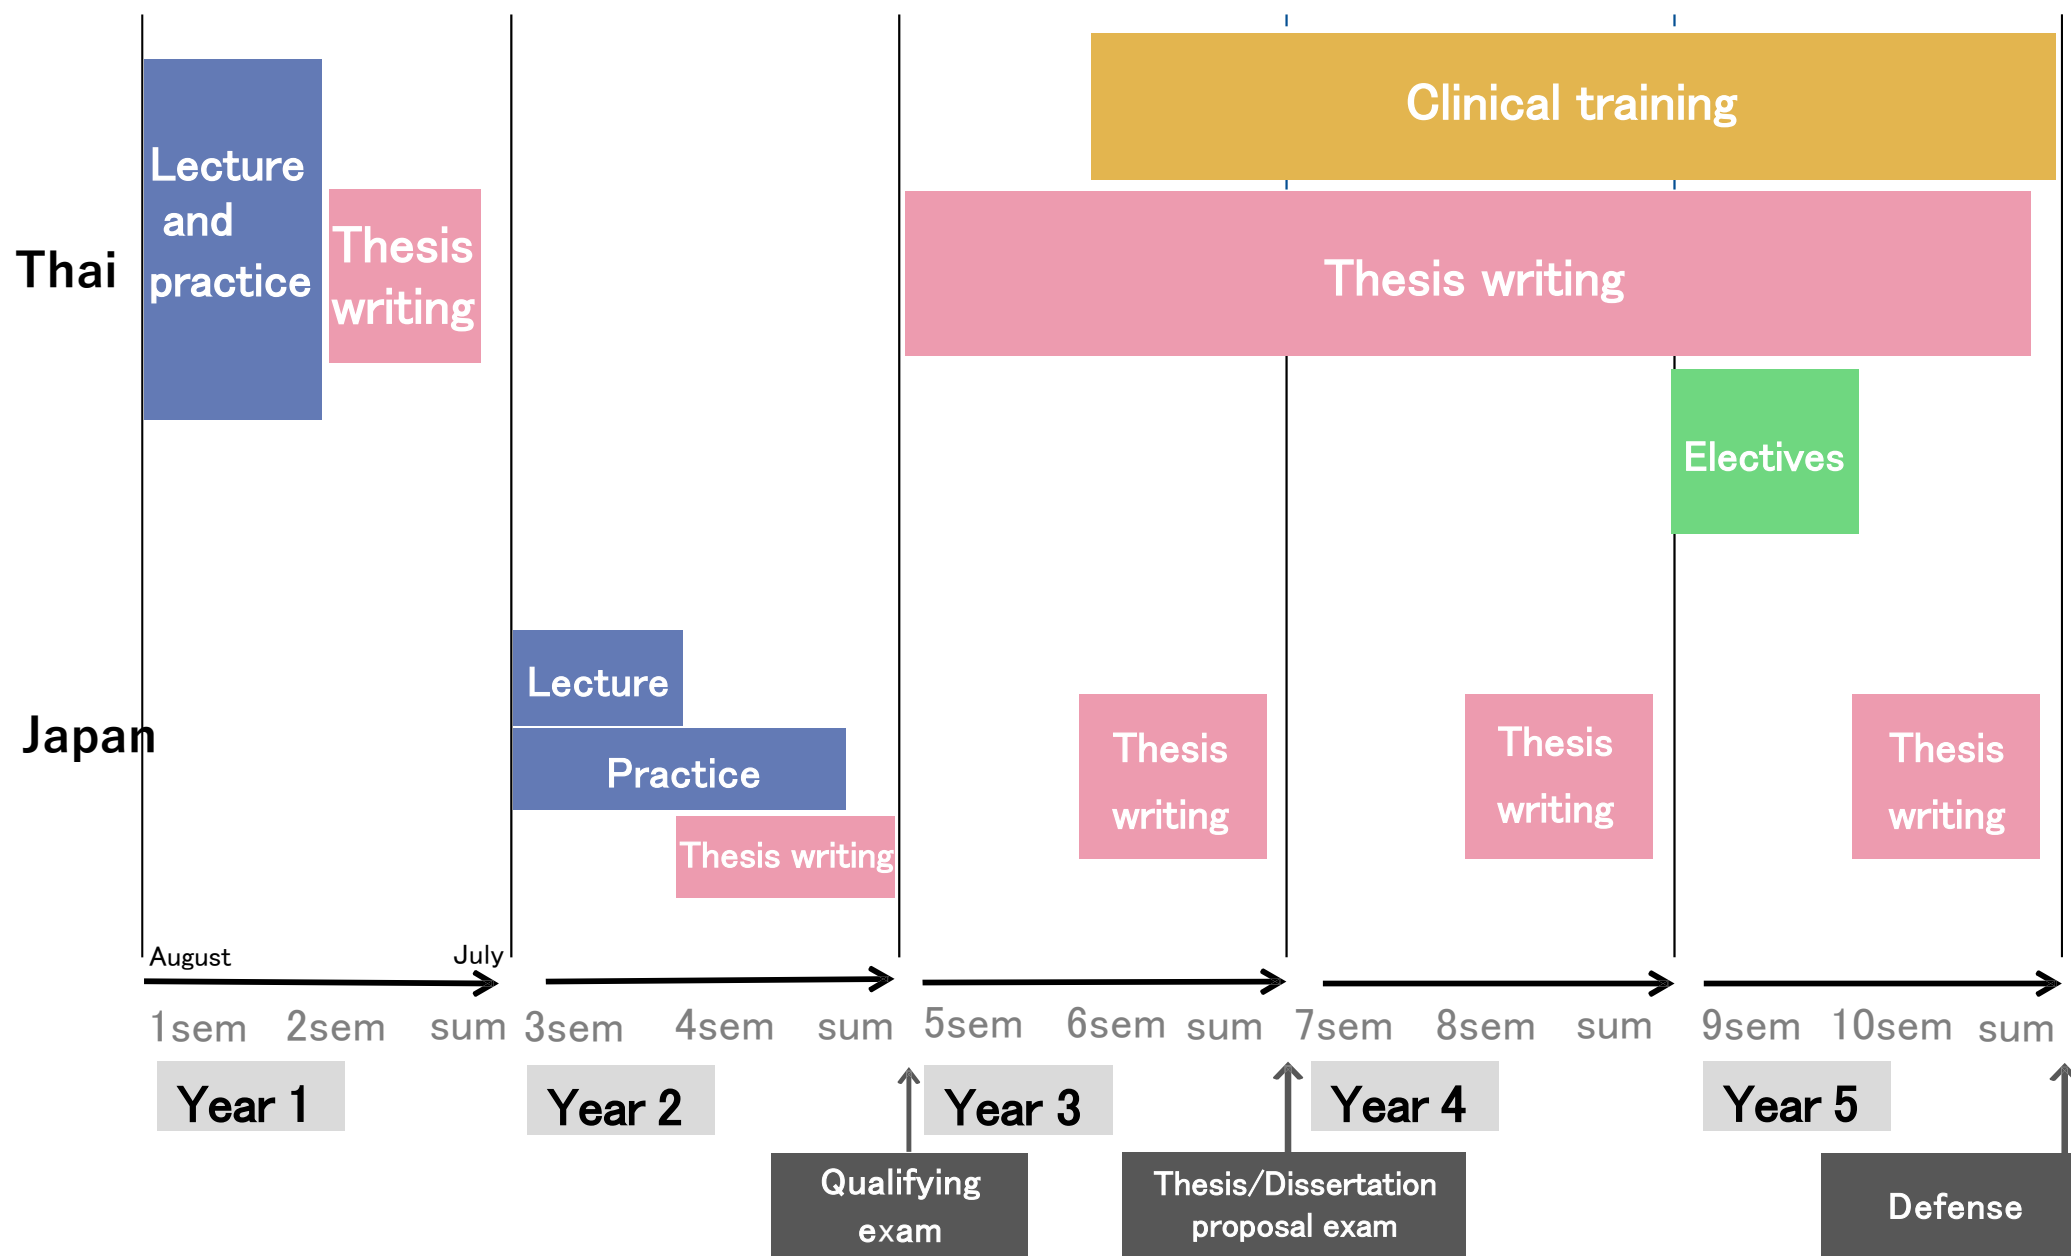 Clinical training
Lecture
and
practice
Thesis
writing
Thesis writing
Thai
Electives
Lecture
Japan
Practice
Thesis writing
Thesis
writing
Thesis
writing
Thesis
writing
August
July
1sem 2sem sum 3sem 4sem sum 5sem 6sem sum 7sem 8sem sum 9sem 10sem sum
Year 1
Year 2
Year 3
Year 4
Year 5
Qualifying
exam
Thesis/Dissertation
proposal exam
Defense